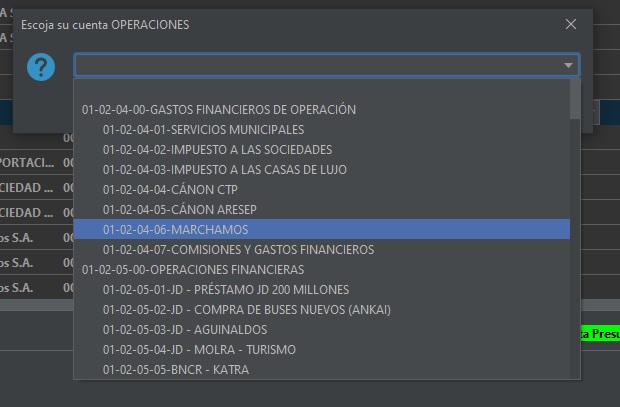 Escoja su cuenta OPERACIONES
01-02-04-00-GASTOS FINANCIEROS DE OPERACIÓN
01-02-04-01-SERVICIOS MUNICIPALES
01-02-04-02-IMPUESTO A LAS SOCIEDADES
01-02-04-03-IMPUESTO A LAS CASAS DE LUJO
01-02-04-04-CÁNON CTP
01-02-04-05-CÁNON ARESEP
01-02-04-06-MARCHAMOS
01-02-04-07-COMISIONES Y GASTOS FINANCIEROS
01-02-05-00-OPERACIONES FINANCIERAS
01-02-05-01-JD - PRÉSTAMO JD 200 MILLONES
01-02-05-02-JD - COMPRA DE BUSES NUEVOS (ANKAI)
01-02-05-03-JD - AGUINALDOS
01-02-05-04-JD - MOLRA - TURISMO
01-02-05-05-BNCR - KATRA
PORTACI... 00
CIEDAD ... 00
CIEDAD ... 00
os S.A. 00
os S.A. 00
os S.A. 00
ta Presu